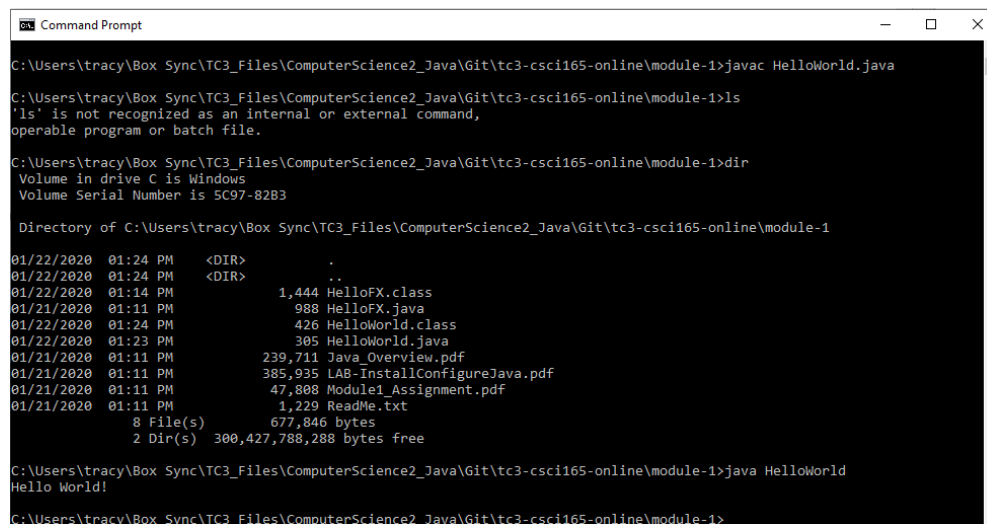 Command Prompt
C:\Users\tracy\Box Sync\TC3_Files\ComputerScience2_Java\Git\tc3-csci165-online\module-1>javac HelloWorld.java
C:\Users\tracy\Box Sync\TC3_Files\ComputerScience2_Java\Git\tc3-csci165-online\module-1>ls
'ls' is not recognized as an internal or external command,
operable program or batch file.
C:\Users\tracy\Box Sync\TC3_Files\ComputerScience2_Java\Git\tc3-csci165-online\module-1>dir
 Volume in drive C is Windows
 Volume Serial Number is 5C97-82B3
 Directory of C:\Users\tracy\Box Sync\TC3_Files\ComputerScience2_Java\Git\tc3-csci165-online\module-1
01/22/2020  01:24 PM    <DIR>          .
01/22/2020  01:24 PM    <DIR>          ..
01/22/2020  01:14 PM             1,444 HelloFX.class
01/21/2020  01:11 PM               988 HelloFX.java
01/22/2020  01:24 PM               426 HelloWorld.class
01/22/2020  01:23 PM               305 HelloWorld.java
01/21/2020  01:11 PM           239,711 Java_Overview.pdf
01/21/2020  01:11 PM           385,935 LAB-InstallConfigureJava.pdf
01/21/2020  01:11 PM            47,808 Module1_Assignment.pdf
01/21/2020  01:11 PM             1,229 ReadMe.txt
               8 File(s)        677,846 bytes
               2 Dir(s)  300,427,788,288 bytes free
C:\Users\tracy\Box Sync\TC3_Files\ComputerScience2_Java\Git\tc3-csci165-online\module-1>java HelloWorld
Hello World!
C:\Users\tracy\Box Sync\TC3_Files\ComputerScience2_Java\Git\tc3-csci165-online\module-1>